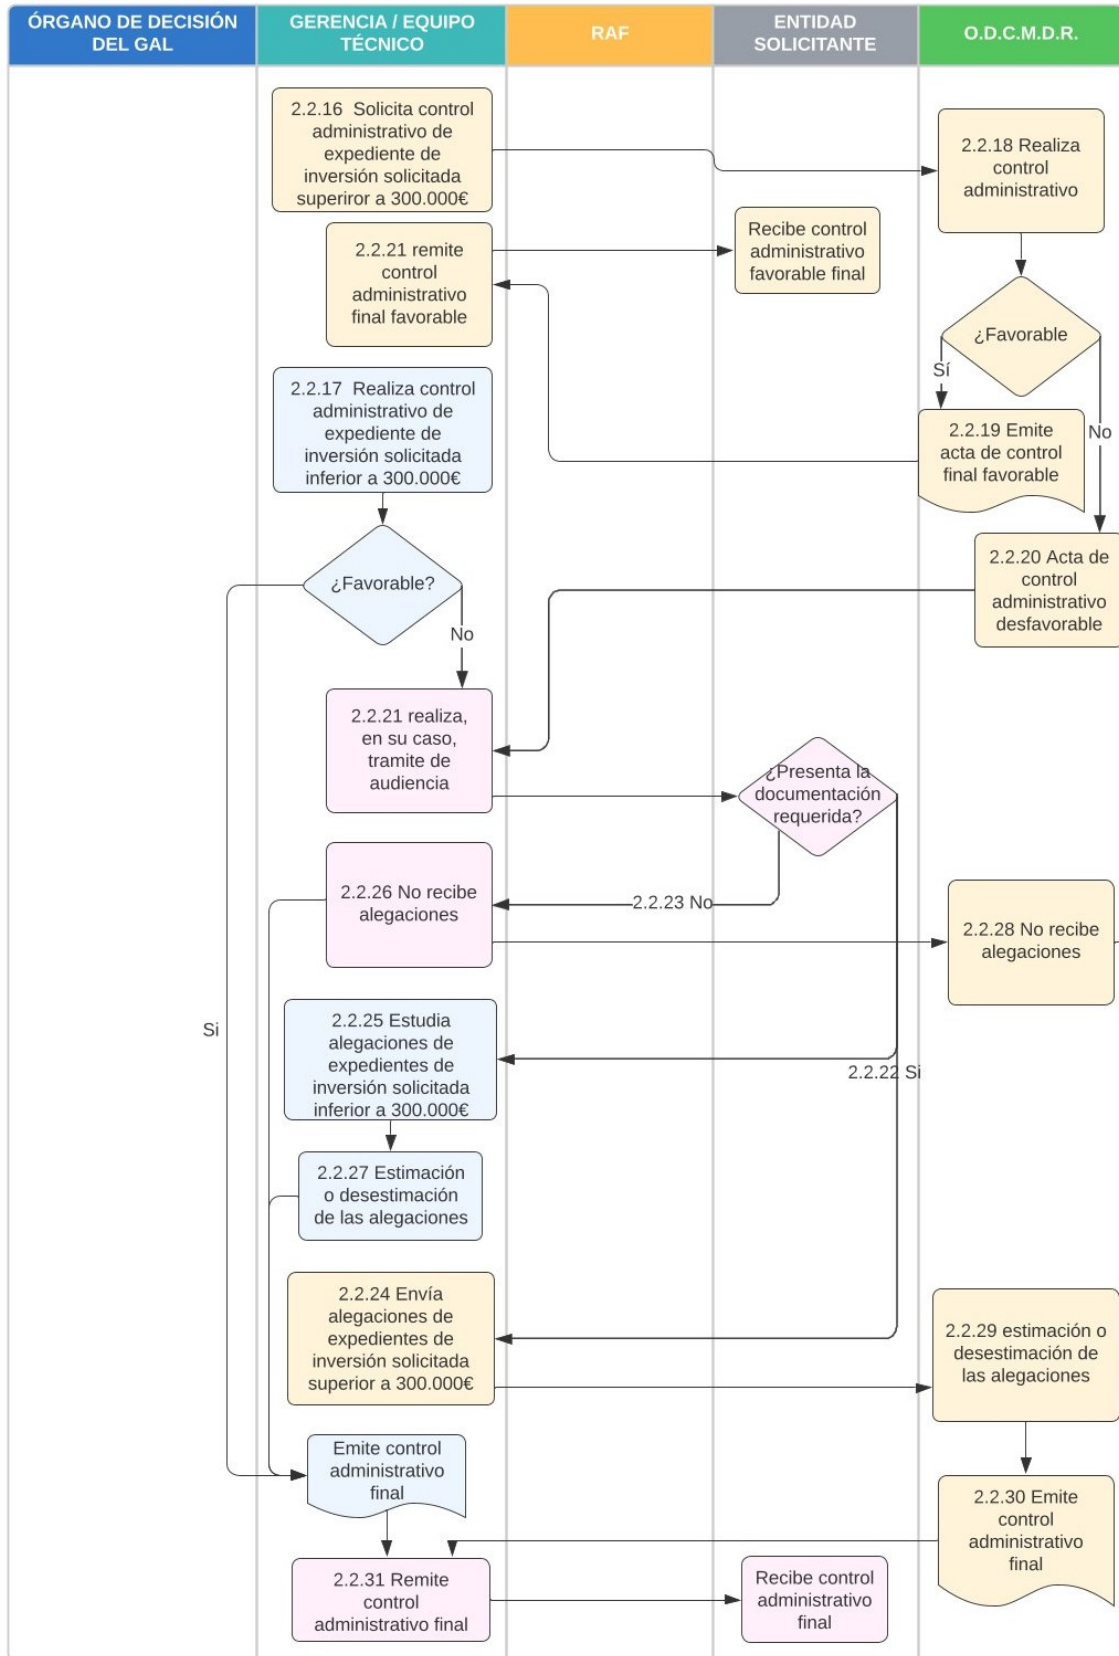 ÓRGANO DE DECISIÓN
DEL GAL
GERENCIA / EQUIPO
TÉCNICO
RAF
ENTIDAD
SOLICITANTE
O.D.C.M.D.R.
2.2.16 Solicita control
administrativo de
expediente de
inversión solicitada
superiror a 300.000€
2.2.18 Realiza
control
administrativo
2.2.21 remite
control
administrativo
final favorable
Recibe control
administrativo
favorable final
¿Favorable
Sí
No
2.2.17 Realiza control
administrativo de
expediente de
inversión solicitada
inferior a 300.000€
2.2.19 Emite
acta de control
final favorable
¿Favorable?
No
2.2.20 Acta de
control
administrativo
desfavorable
2.2.21 realiza,
en su caso,
tramite de
audiencia
¿Presenta la
documentación
requerida?
2.2.26 No recibe
alegaciones
2.2.23 No
2.2.28 No recibe
alegaciones
Si
2.2.25 Estudia
alegaciones de
expedientes de
inversión solicitada
inferior a 300.000€
2.2.22 Si
2.2.27 Estimación
o desestimación
de las alegaciones
2.2.24 Envía
alegaciones de
expedientes de
inversión solicitada
superior a 300.000€
2.2.29 estimación o
desestimación de
las alegaciones
Emite control
administrativo
final
2.2.30 Emite
control
administrativo
final
2.2.31 Remite
control
administrativo final
Recibe control
administrativo
final